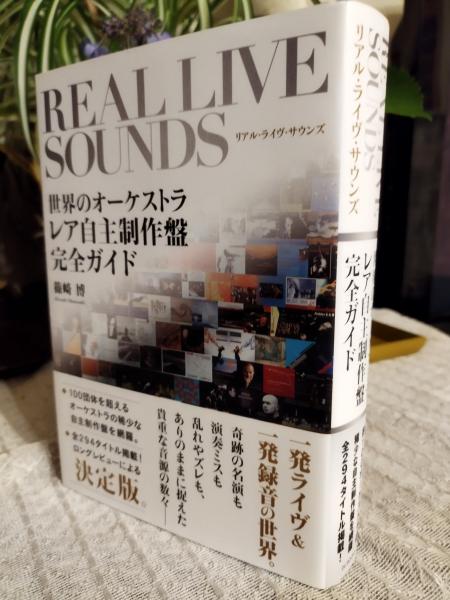 REAL LIVE
SOUNDS
リアル・ライヴ・サウンズ
世界のオーケストラ
レア自主制作盤
完全ガイド
博
一発ライヴ&
一発録音の世界。
奇跡の名演も
演奏ミスも
乱れやズレも、
ありのままに捉えた
貴重な音源の数々——
●100団体を超える
オーケストラの稀少な
自主制作盤を網羅。
●全294タイトル掲載!
ロングレビューによる
決定版。
リアル・ライヴ・サウンズ
SOUNDS
レア自主制作盤
完全ガイド
全294タイトル掲載!